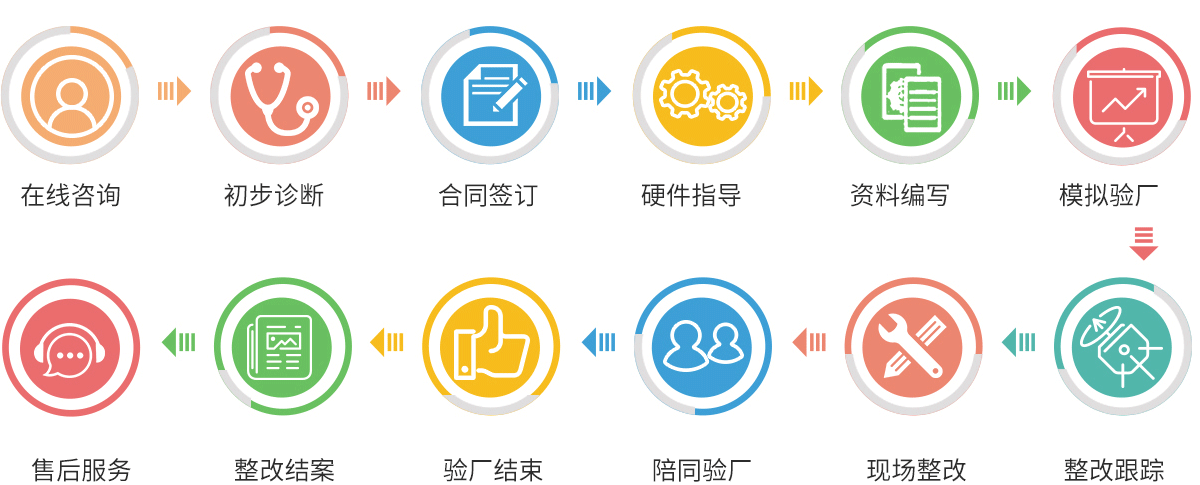 在线咨询
初步诊断
合同签订
硬件指导
资料编写
模拟验厂
整改跟踪
现场整改
陪同验厂
验厂结束
整改结案
售后服务